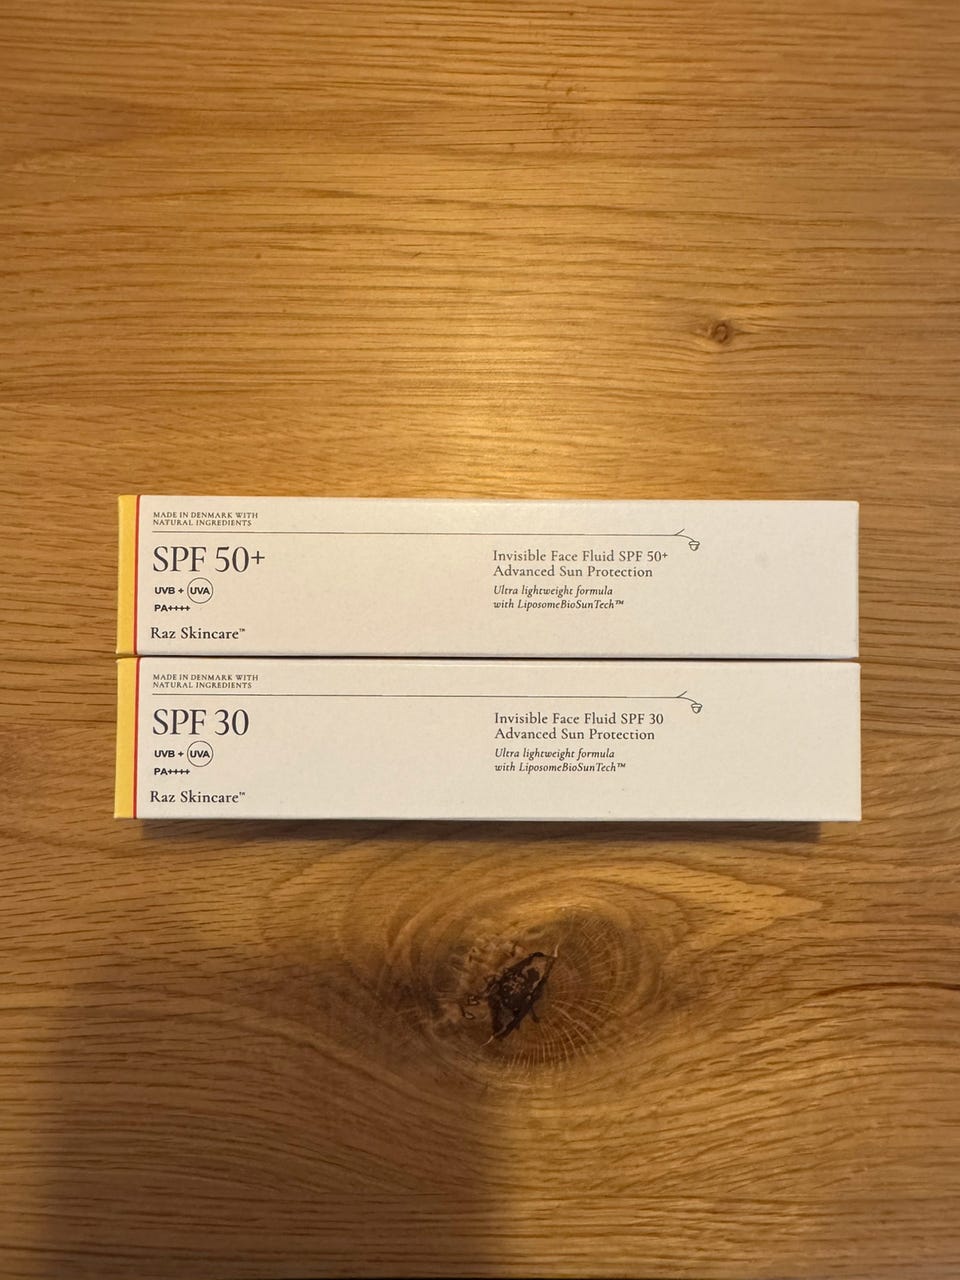 MADE IN DENMARK WITH
NATURAL INGREDIENTS
SPF 50+
UVB + UVA
PA++++
Raz Skincare™
Invisible Face Fluid SPF 50+
Advanced Sun Protection
Ultra lightweight formula
with LiposomeBioSunTech™
MADE IN DENMARK WITH
NATURAL INGREDIENTS
SPF 30
UVB + UVA
PA++++
Raz Skincare™
Invisible Face Fluid SPF 30
Advanced Sun Protection
Ultra lightweight formula
with LiposomeBioSunTech™